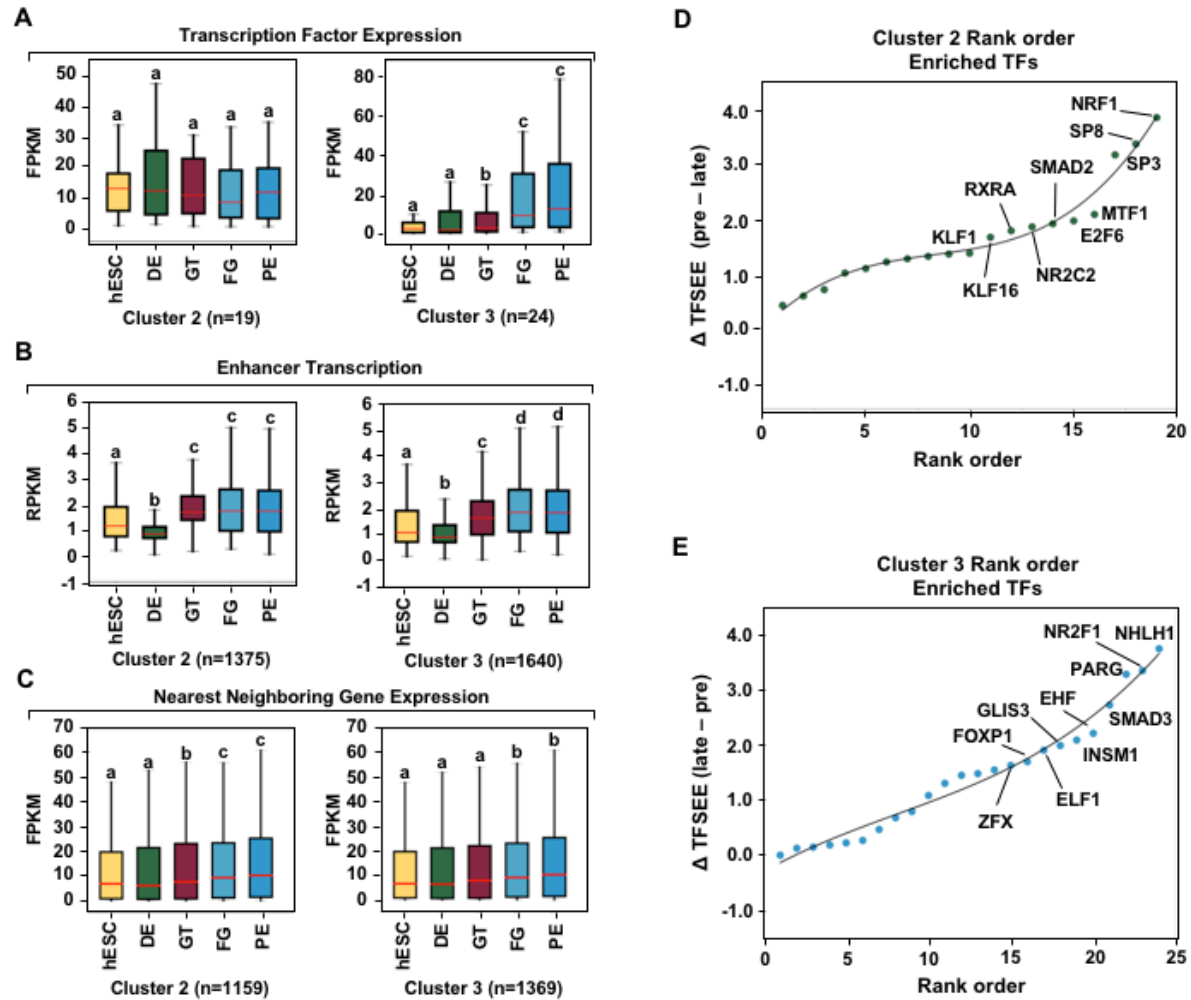 A
Transcription Factor Expression
FPKM
50
40
30
20
10
0
a
a
a
a
a
hESC
DE
GT
FG
PE
Cluster 2 (n=19)
FPKM
80
60
40
20
0
a
a
b
c
c
hESC
DE
GT
FG
PE
Cluster 3 (n=24)
B
Enhancer Transcription
RPKM
6
5
4
3
2
1
0
-1
a
b
c
c
c
hESC
DE
GT
FG
PE
Cluster 2 (n=1375)
RPKM
6
5
4
3
2
1
0
-1
a
b
c
d
d
hESC
DE
GT
FG
PE
Cluster 3 (n=1640)
C
Nearest Neighboring Gene Expression
FPKM
70
60
50
40
30
20
10
0
a
a
b
c
c
hESC
DE
GT
FG
PE
Cluster 2 (n=1159)
FPKM
70
60
50
40
30
20
10
0
a
a
a
b
b
hESC
DE
GT
FG
PE
Cluster 3 (n=1369)
D
Cluster 2 Rank order
Enriched TFs
Δ TFSEE (pre – late)
4.0
3.0
2.0
1.0
0.0
-1.0
NRF1
SP8
SP3
SMAD2
RXRA
MTF1
KLF1
E2F6
NR2C2
KLF16
0
5
10
15
20
Rank order
E
Cluster 3 Rank order
Enriched TFs
Δ TFSEE (late – pre)
4.0
3.0
2.0
1.0
0.0
-1.0
NR2F1
NHLH1
PARG
EHF
GLIS3
SMAD3
FOXP1
INSM1
ELF1
ZFX
0
5
10
15
20
25
Rank order